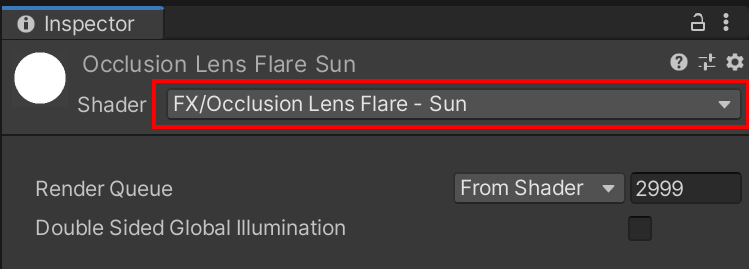 Inspector
Occlusion Lens Flare Sun
Shader FX/Occlusion Lens Flare - Sun
Render Queue From Shader 2999
Double Sided Global Illumination